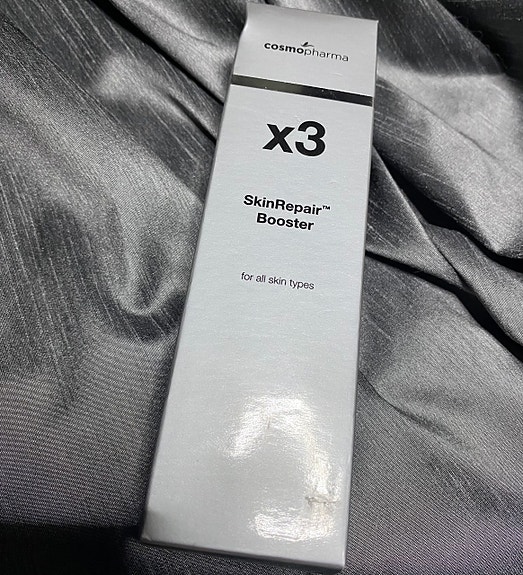 cosmopharma
x3
SkinRepair™
Booster
for all skin types